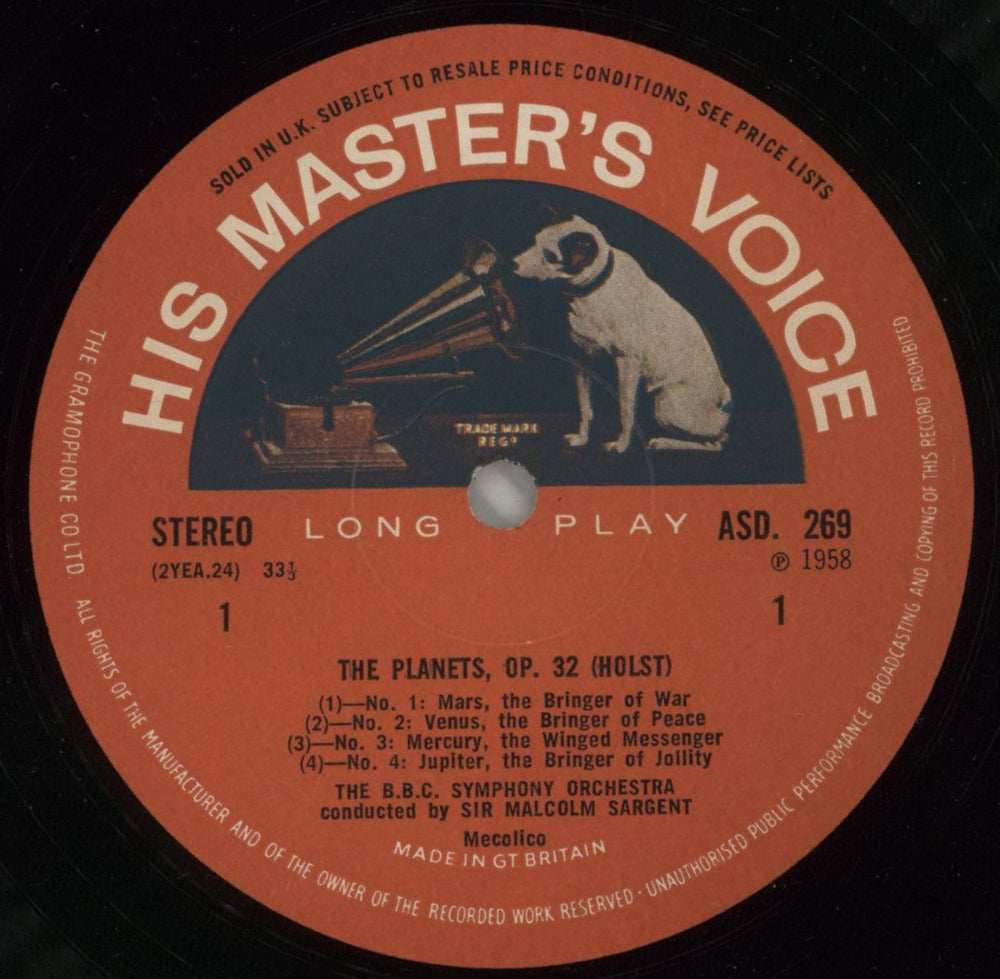 SOLD IN U.K. SUBJECT TO RESALE PRICE CONDITIONS, SEE PRICE LISTS
HIS MASTER'S VOICE
TRADE MARK
REGD
STEREO
LONG PLAY
ASD. 269
(2YEA.24) 33⅓
℗ 1958
1
1
THE PLANETS, OP. 32 (HOLST)
(1)—No. 1: Mars, the Bringer of War
(2)—No. 2: Venus, the Bringer of Peace
(3)—No. 3: Mercury, the Winged Messenger
(4)—No. 4: Jupiter, the Bringer of Jollity
THE B.B.C. SYMPHONY ORCHESTRA
conducted by SIR MALCOLM SARGENT
Mecolico
MADE IN GT. BRITAIN
THE GRAMOPHONE CO LTD. ALL RIGHTS OF THE MANUFACTURER AND OF THE OWNER OF THE RECORDED WORK RESERVED · UNAUTHORISED PUBLIC PERFORMANCE BROADCASTING AND COPYING OF THIS RECORD PROHIBITED